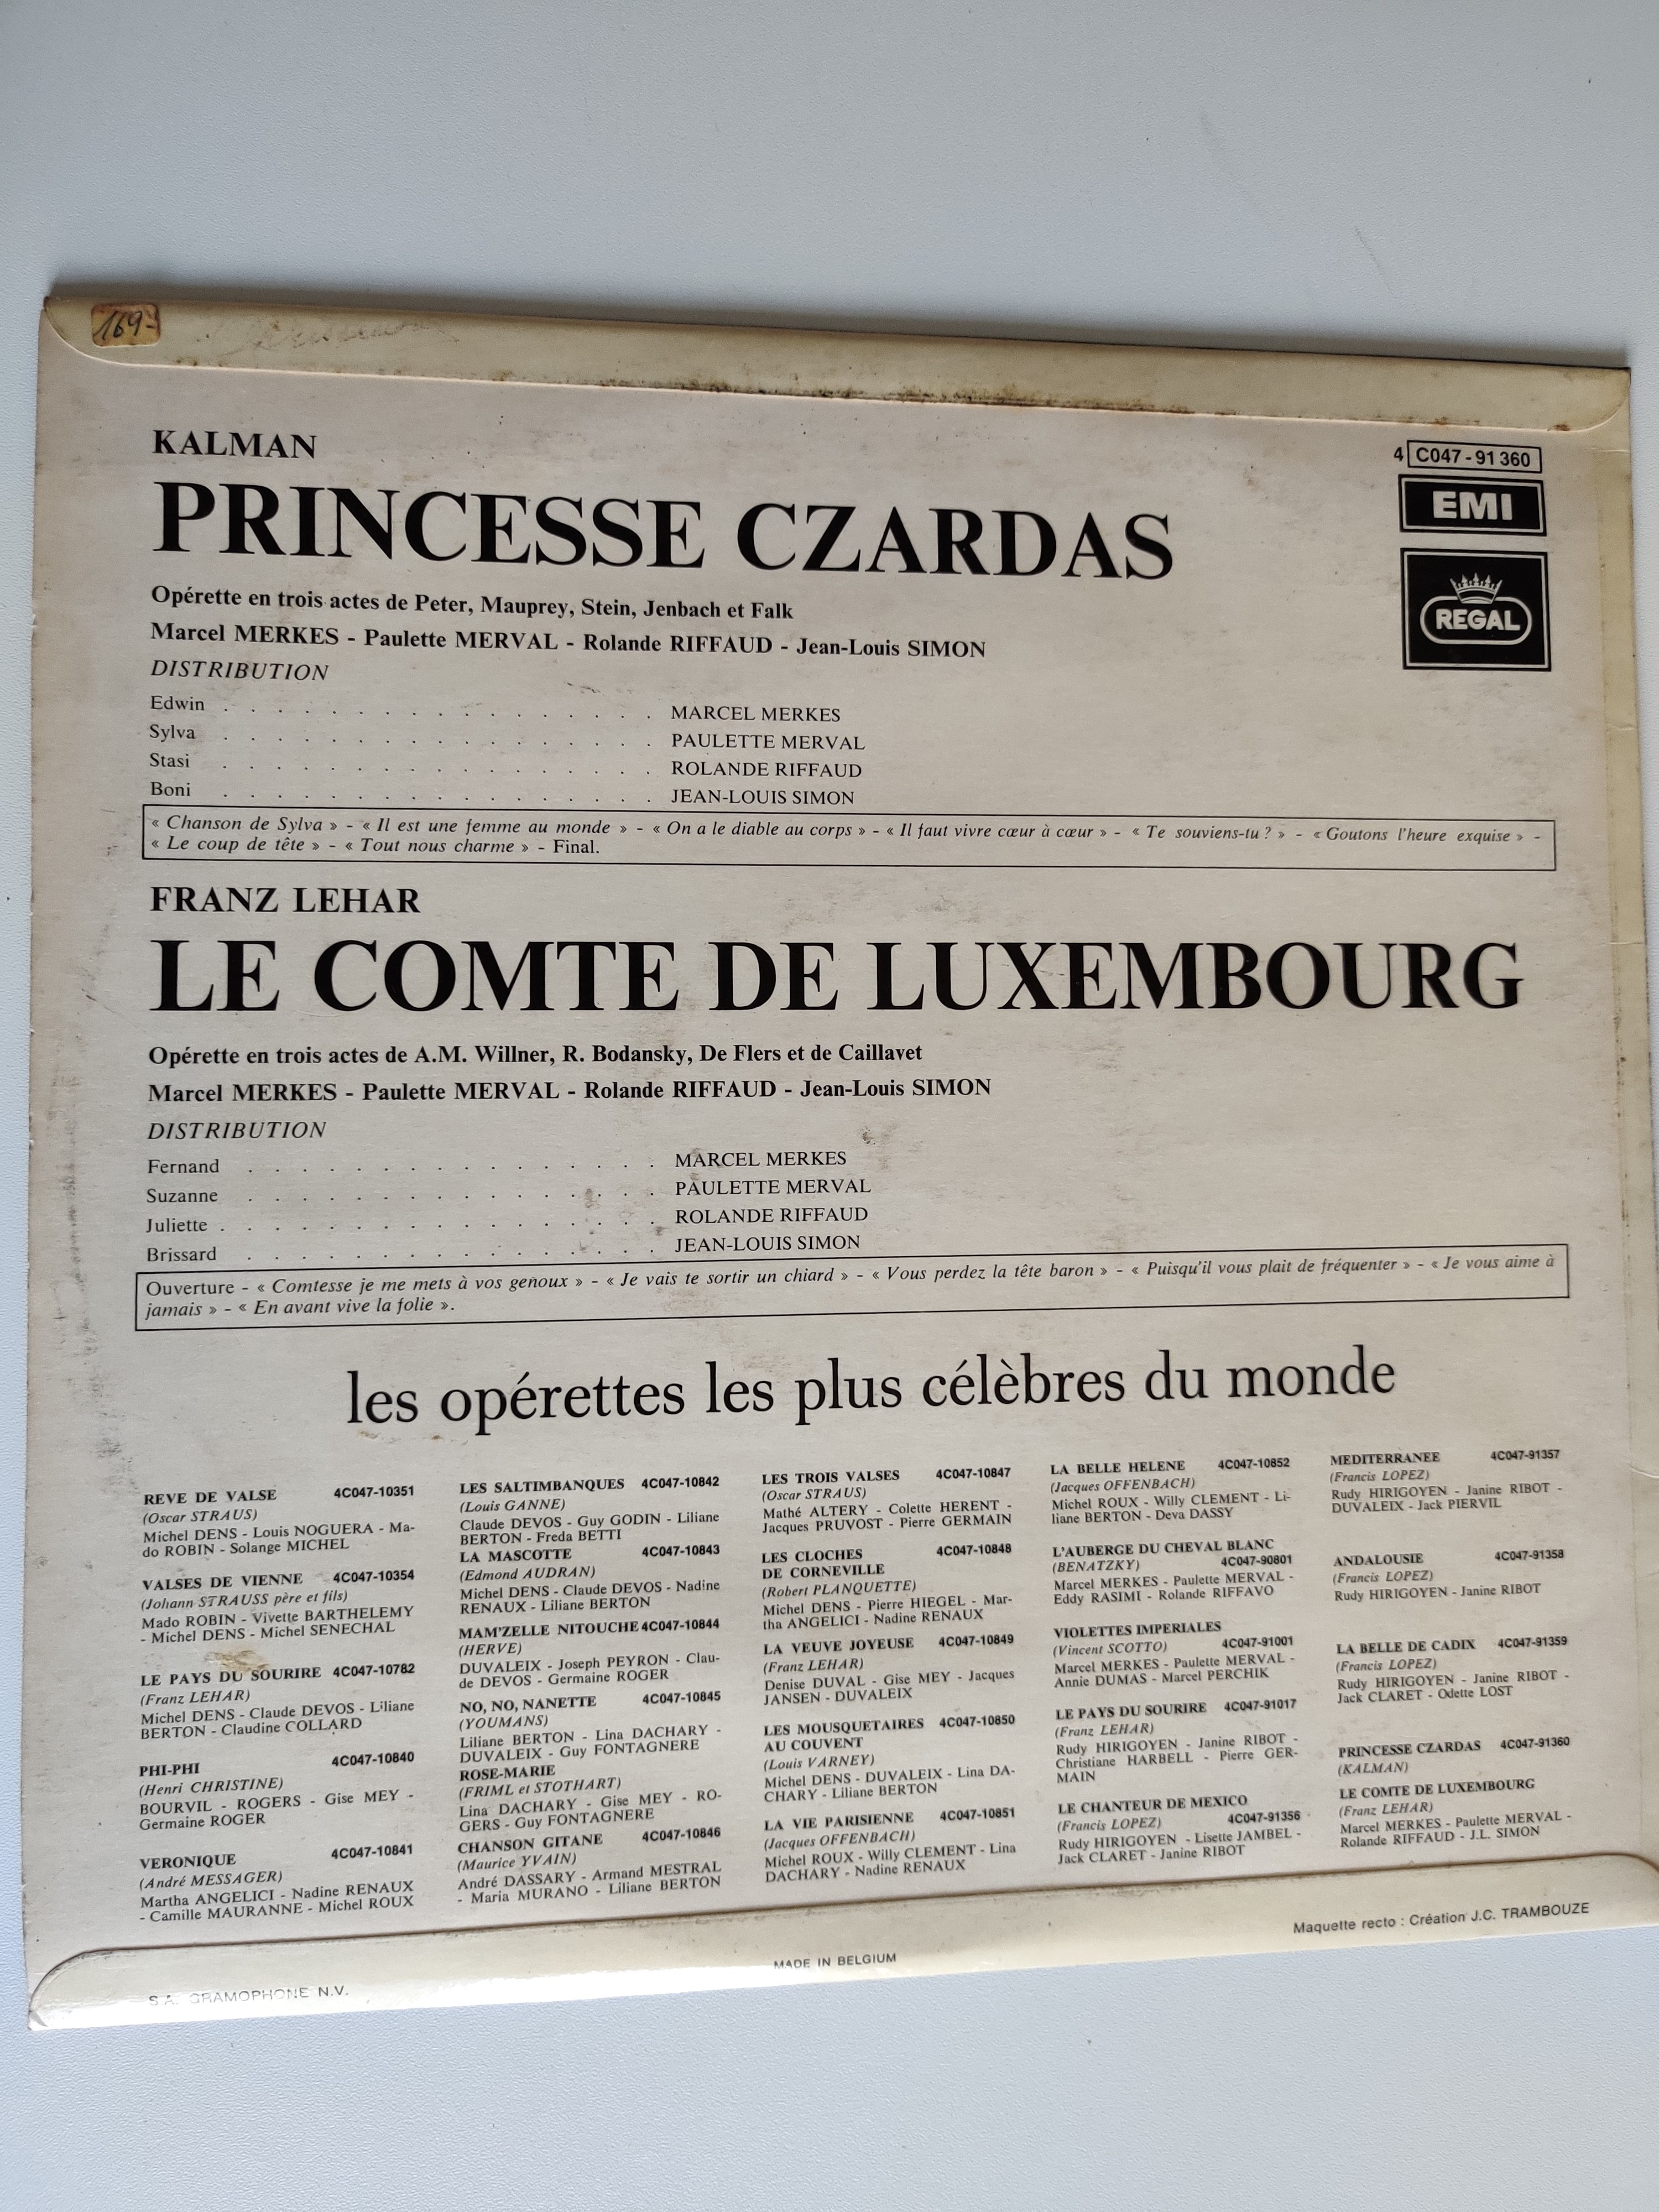 169-
KALMAN
4 C047-91360
PRINCESSE CZARDAS
EMI
REGAL
Opérette en trois actes de Peter, Mauprey, Stein, Jenbach et Falk
Marcel MERKES - Paulette MERVAL - Rolande RIFFAUD - Jean-Louis SIMON
DISTRIBUTION
Edwin . . . . . . . . . . . . . . . . MARCEL MERKES
Sylva . . . . . . . . . . . . . . . . PAULETTE MERVAL
Stasi . . . . . . . . . . . . . . . . ROLANDE RIFFAUD
Boni . . . . . . . . . . . . . . . . JEAN-LOUIS SIMON
« Chanson de Sylva » - « Il est une femme au monde » - « On a le diable au corps » - « Il faut vivre cœur à cœur » - « Te souviens-tu ? » - « Goutons l'heure exquise » -
« Le coup de tête » - « Tout nous charme » - Final.
FRANZ LEHAR
LE COMTE DE LUXEMBOURG
Opérette en trois actes de A.M. Willner, R. Bodansky, De Flers et de Caillavet
Marcel MERKES - Paulette MERVAL - Rolande RIFFAUD - Jean-Louis SIMON
DISTRIBUTION
Fernand . . . . . . . . . . . . . . . MARCEL MERKES
Suzanne . . . . . . . . . . . . . . . PAULETTE MERVAL
Juliette . . . . . . . . . . . . . . . . ROLANDE RIFFAUD
Brissard . . . . . . . . . . . . . . . JEAN-LOUIS SIMON
Ouverture - « Comtesse je me mets à vos genoux » - « Je vais te sortir un chiard » - « Vous perdez la tête baron » - « Puisqu'il vous plait de fréquenter » - « Je vous aime à
jamais » - « En avant vive la folie ».
les opérettes les plus célèbres du monde
REVE DE VALSE 4C047-10351
(Oscar STRAUS)
Michel DENS - Louis NOGUERA - Ma-
do ROBIN - Solange MICHEL
VALSES DE VIENNE 4C047-10354
(Johann STRAUSS père et fils)
Mado ROBIN - Vivette BARTHELEMY
- Michel DENS - Michel SENECHAL
LE PAYS DU SOURIRE 4C047-10782
(Franz LEHAR)
Michel DENS - Claude DEVOS - Liliane
BERTON - Claudine COLLARD
PHI-PHI 4C047-10840
(Henri CHRISTINE)
BOURVIL - ROGERS - Gise MEY -
Germaine ROGER
VERONIQUE 4C047-10841
(André MESSAGER)
Martha ANGELICI - Nadine RENAUX
- Camille MAURANNE - Michel ROUX
LES SALTIMBANQUES 4C047-10842
(Louis GANNE)
Claude DEVOS - Guy GODIN - Liliane
BERTON - Freda BETTI
LA MASCOTTE 4C047-10843
(Edmond AUDRAN)
Michel DENS - Claude DEVOS - Nadine
RENAUX - Liliane BERTON
MAM'ZELLE NITOUCHE 4C047-10844
(HERVE)
DUVALEIX - Joseph PEYRON - Clau-
de DEVOS - Germaine ROGER
NO, NO, NANETTE 4C047-10845
(YOUMANS)
Liliane BERTON - Lina DACHARY -
DUVALEIX - Guy FONTAGNERE
ROSE-MARIE
(FRIML et STOTHART)
Lina DACHARY - Gise MEY - RO-
GERS - Guy FONTAGNERE
CHANSON GITANE 4C047-10846
(Maurice YVAIN)
André DASSARY - Armand MESTRAL
- Maria MURANO - Liliane BERTON
LES TROIS VALSES 4C047-10847
(Oscar STRAUS)
Mathé ALTERY - Colette HERENT -
Jacques PRUVOST - Pierre GERMAIN
LES CLOCHES 4C047-10848
DE CORNEVILLE
(Robert PLANQUETTE)
Michel DENS - Pierre HIEGEL - Mar-
tha ANGELICI - Nadine RENAUX
LA VEUVE JOYEUSE 4C047-10849
(Franz LEHAR)
Denise DUVAL - Gise MEY - Jacques
JANSEN - DUVALEIX
LES MOUSQUETAIRES 4C047-10850
AU COUVENT
(Louis VARNEY)
Michel DENS - DUVALEIX - Lina DA-
CHARY - Liliane BERTON
LA VIE PARISIENNE 4C047-10851
(Jacques OFFENBACH)
Michel ROUX - Willy CLEMENT - Lina
DACHARY - Nadine RENAUX
LA BELLE HELENE 4C047-10852
(Jacques OFFENBACH)
Michel ROUX - Willy CLEMENT - Li-
liane BERTON - Deva DASSY
L'AUBERGE DU CHEVAL BLANC
(BENATZKY) 4C047-90801
Marcel MERKES - Paulette MERVAL -
Eddy RASIMI - Rolande RIFFAVO
VIOLETTES IMPERIALES
(Vincent SCOTTO) 4C047-91001
Marcel MERKES - Paulette MERVAL -
Annie DUMAS - Marcel PERCHIK
LE PAYS DU SOURIRE 4C047-91017
(Franz LEHAR)
Rudy HIRIGOYEN - Janine RIBOT -
Christiane HARBELL - Pierre GER-
MAIN
LE CHANTEUR DE MEXICO
(Francis LOPEZ) 4C047-91356
Rudy HIRIGOYEN - Lisette JAMBEL -
Jack CLARET - Janine RIBOT
MEDITERRANEE 4C047-91357
(Francis LOPEZ)
Rudy HIRIGOYEN - Janine RIBOT -
DUVALEIX - Jack PIERVIL
ANDALOUSIE 4C047-91358
(Francis LOPEZ)
Rudy HIRIGOYEN - Janine RIBOT
LA BELLE DE CADIX 4C047-91359
(Francis LOPEZ)
Rudy HIRIGOYEN - Janine RIBOT -
Jack CLARET - Odette LOST
PRINCESSE CZARDAS 4C047-91360
(KALMAN)
LE COMTE DE LUXEMBOURG
(Franz LEHAR)
Marcel MERKES - Paulette MERVAL -
Rolande RIFFAUD - J.L. SIMON
Maquette recto : Création J.C. TRAMBOUZE
MADE IN BELGIUM
S.A. GRAMOPHONE N.V.